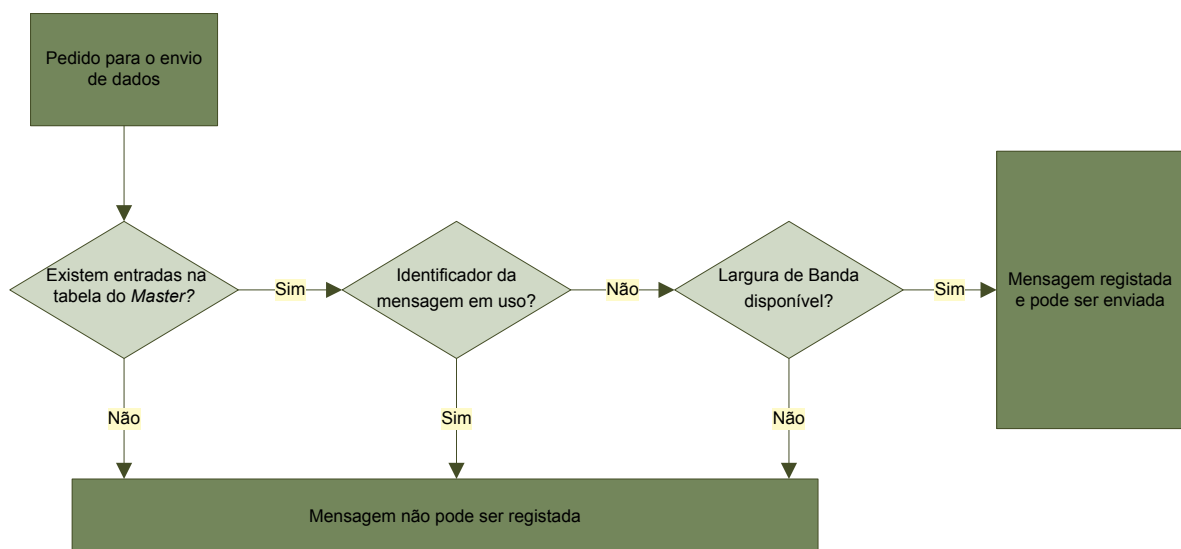 Pedido para o envio
de dados
Existem entradas na
tabela do Master?
Sim
Identificador da
mensagem em uso?
Não
Largura de Banda
disponível?
Sim
Mensagem registada
e pode ser enviada
Não
Sim
Não
Mensagem não pode ser registada